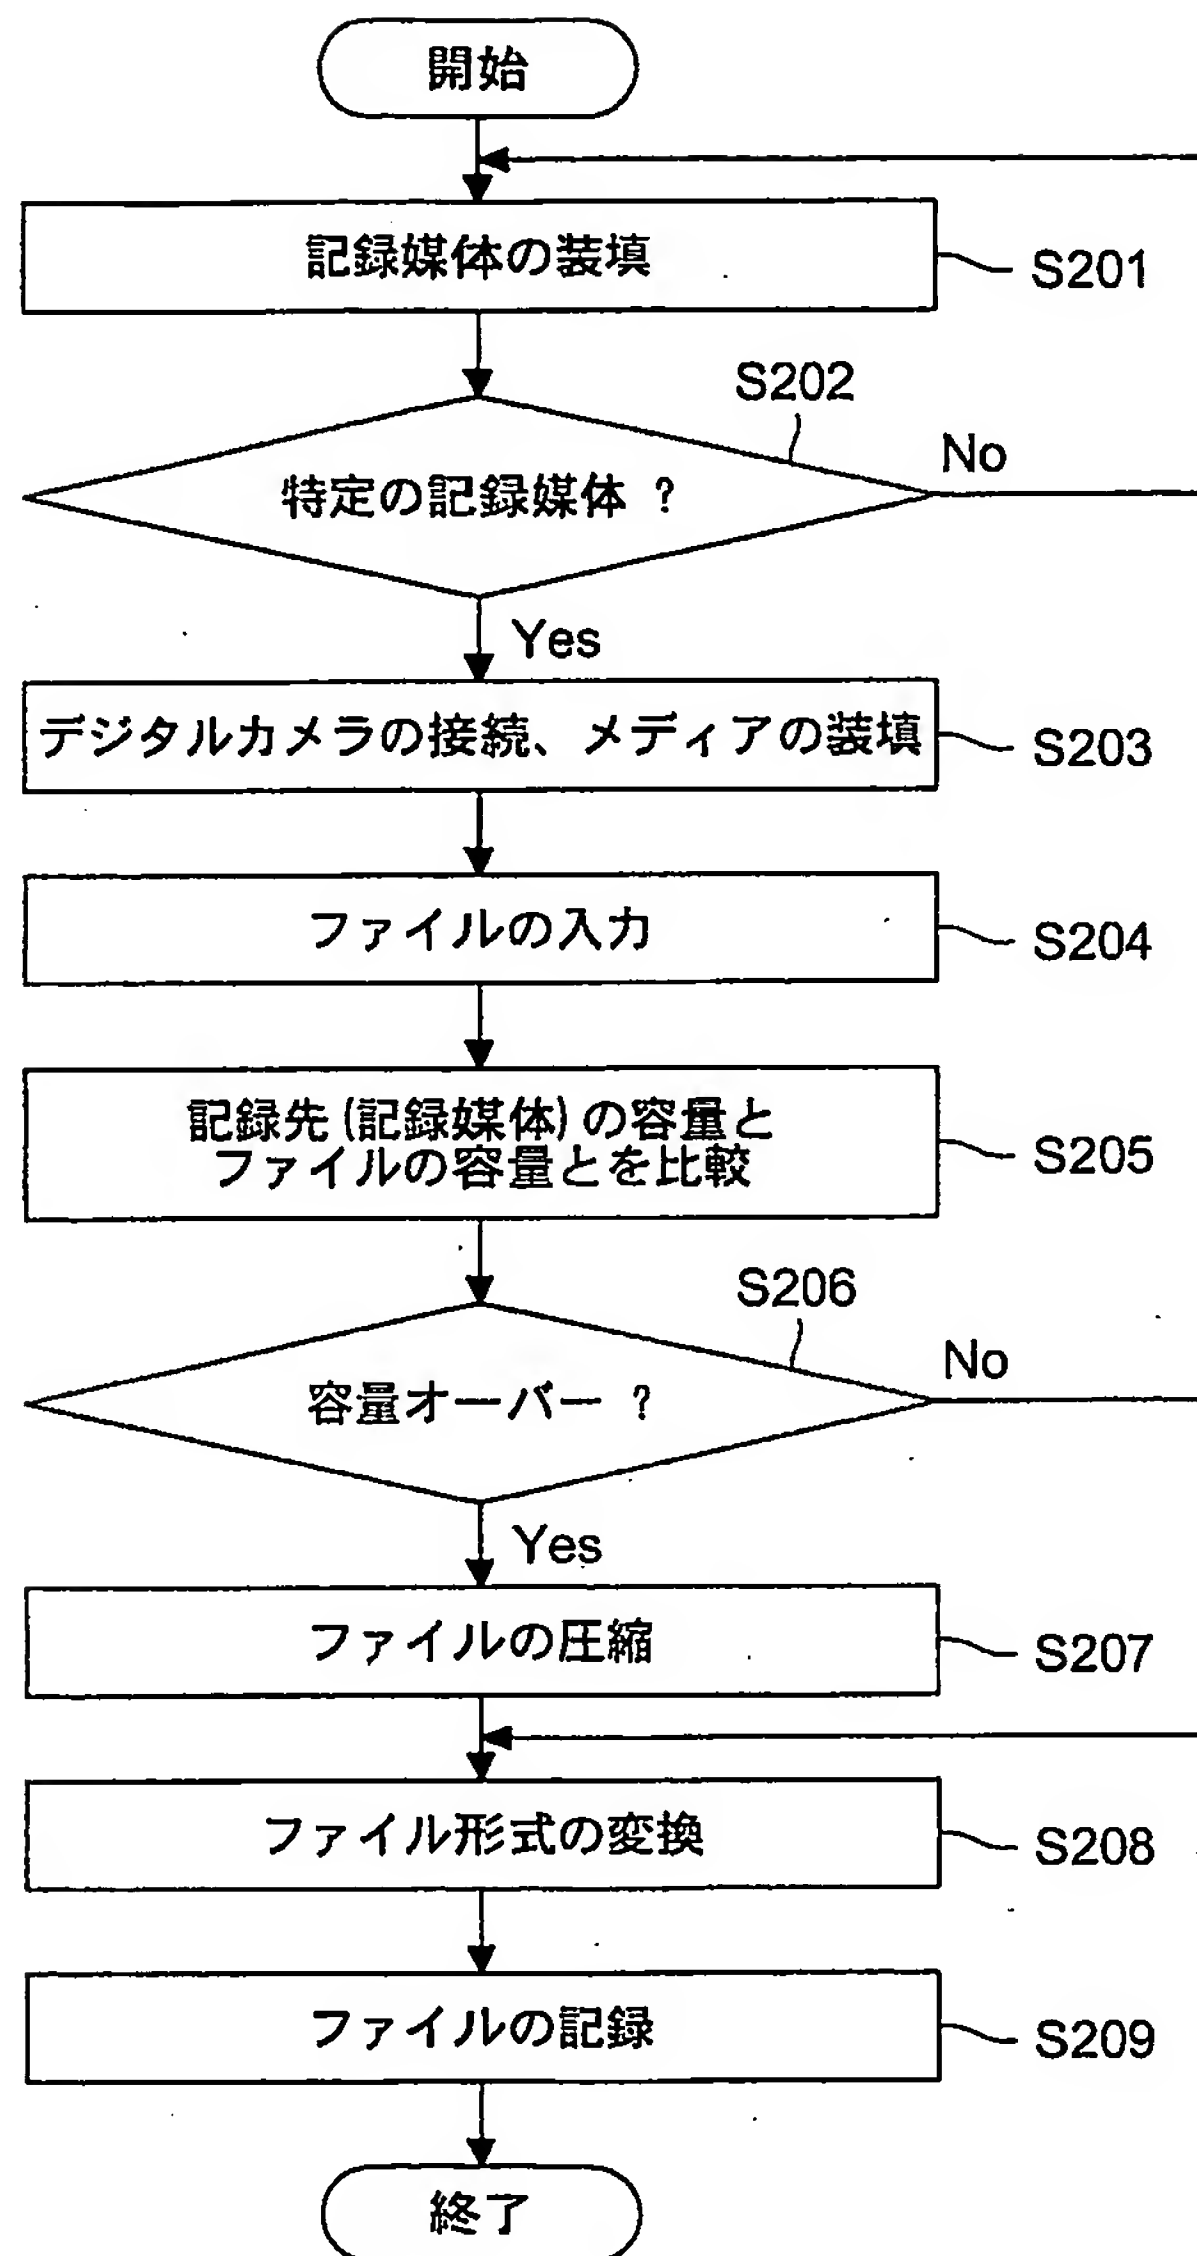 開始
記録媒体の装填
S201
S202
特定の記録媒体 ?
No
Yes
デジタルカメラの接続、メディアの装填
S203
ファイルの入力
S204
記録先 (記録媒体) の容量と
ファイルの容量とを比較
S205
S206
容量オーバー ?
No
Yes
ファイルの圧縮
S207
ファイル形式の変換
S208
ファイルの記録
S209
終了